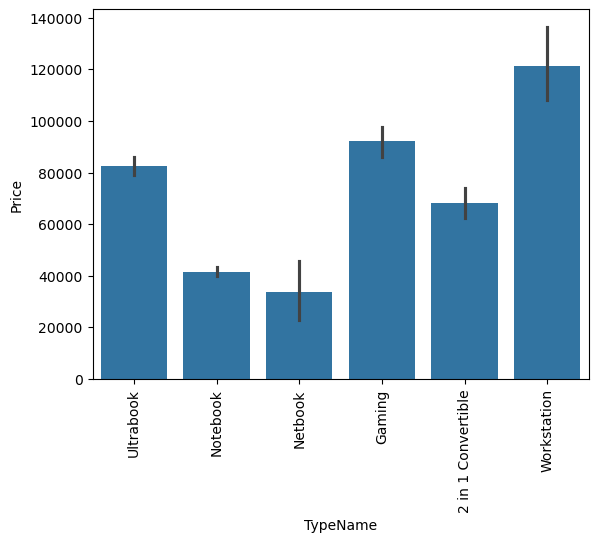 140000
120000
100000
80000
60000
40000
20000
0
Price
Ultrabook
Notebook
Netbook
Gaming
2 in 1 Convertible
Workstation
TypeName